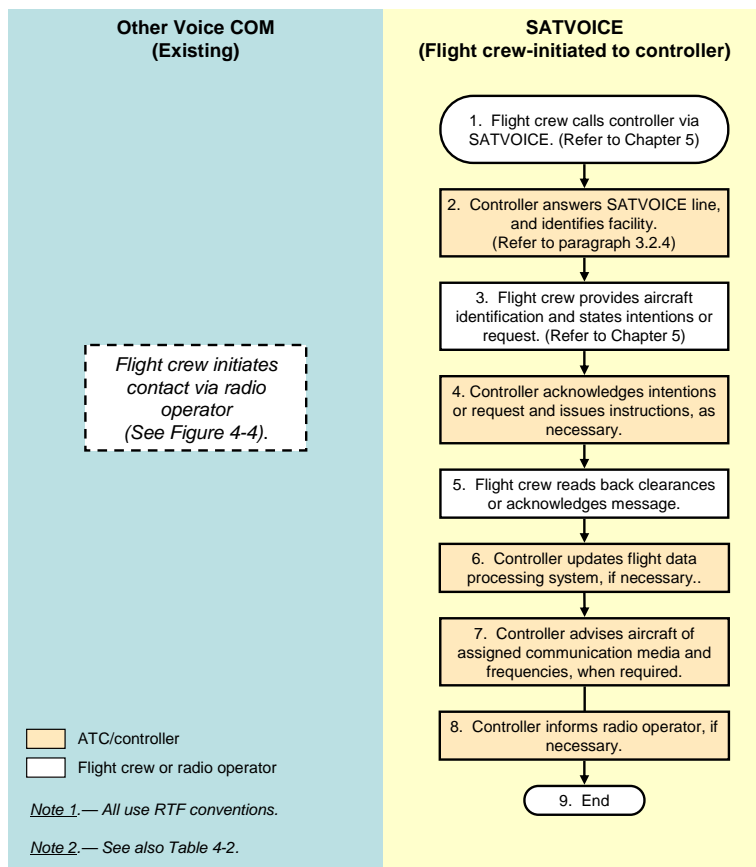 Other Voice COM
(Existing)
Flight crew initiates
contact via radio
operator
(See Figure 4-4).
ATC/controller
Flight crew or radio operator
Note 1.— All use RTF conventions.
Note 2.— See also Table 4-2.
SATVOICE
(Flight crew-initiated to controller)
1. Flight crew calls controller via
SATVOICE. (Refer to Chapter 5)
2. Controller answers SATVOICE line,
and identifies facility.
(Refer to paragraph 3.2.4)
3. Flight crew provides aircraft
identification and states intentions or
request. (Refer to Chapter 5)
4. Controller acknowledges intentions
or request and issues instructions, as
necessary.
5. Flight crew reads back clearances
or acknowledges message.
6. Controller updates flight data
processing system, if necessary..
7. Controller advises aircraft of
assigned communication media and
frequencies, when required.
8. Controller informs radio operator, if
necessary.
9. End